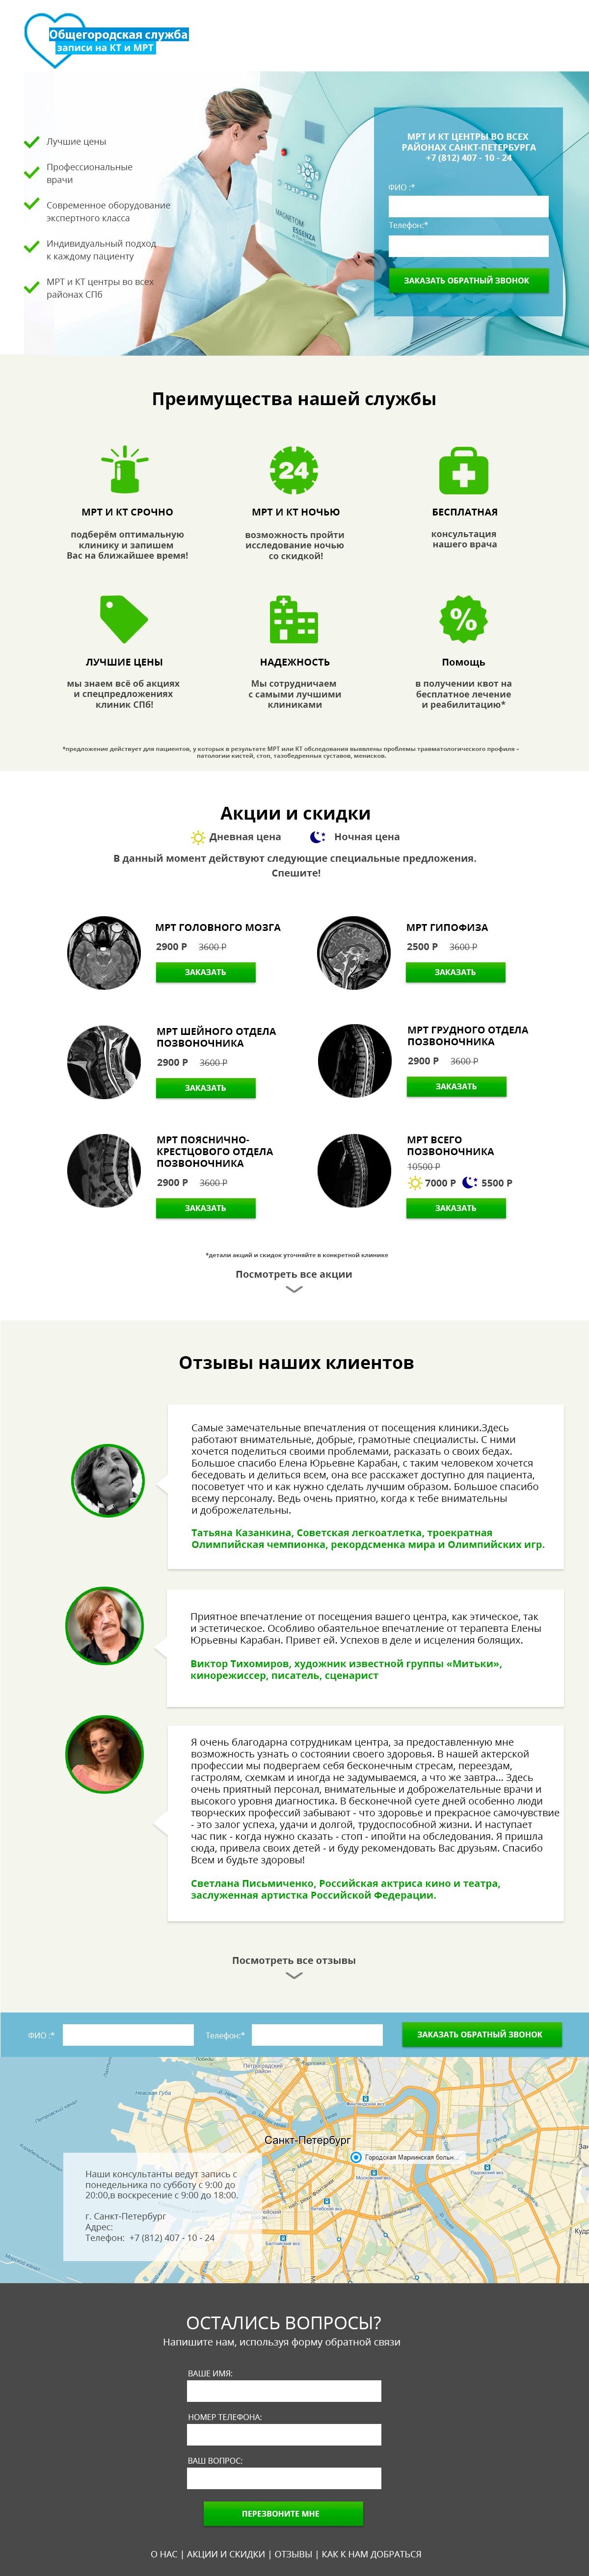 Общегородская служба
записи на КТ и МРТ
Лучшие цены
Профессиональные
врачи
Современное оборудование
экспертного класса
Индивидуальный подход
к каждому пациенту
МРТ и КТ центры во всех
районах СПб
MAGNETOM
ESSENZA
МРТ И КТ ЦЕНТРЫ ВО ВСЕХ
РАЙОНАХ САНКТ-ПЕТЕРБУРГА
+7 (812) 407 - 10 - 24
ФИО :*
Телефон:*
ЗАКАЗАТЬ ОБРАТНЫЙ ЗВОНОК
Преимущества нашей службы
24
МРТ И КТ СРОЧНО
подберём оптимальную
клинику и запишем
Вас на ближайшее время!
МРТ И КТ НОЧЬЮ
возможность пройти
исследование ночью
со скидкой!
БЕСПЛАТНАЯ
консультация
нашего врача
%
ЛУЧШИЕ ЦЕНЫ
мы знаем всё об акциях
и спецпредложениях
клиник СПб!
НАДЕЖНОСТЬ
Мы сотрудничаем
с самыми лучшими
клиниками
Помощь
в получении квот на
бесплатное лечение
и реабилитацию*
*предложение действует для пациентов, у которых в результате МРТ или КТ обследования выявлены проблемы травматологического профиля –
патологии кистей, стоп, тазобедренных суставов, менисков.
Акции и скидки
Дневная цена Ночная цена
В данный момент действуют следующие специальные предложения.
Спешите!
МРТ ГОЛОВНОГО МОЗГА
2900 Р 3600 Р
ЗАКАЗАТЬ
МРТ ГИПОФИЗА
2500 Р 3600 Р
ЗАКАЗАТЬ
МРТ ШЕЙНОГО ОТДЕЛА
ПОЗВОНОЧНИКА
2900 Р 3600 Р
ЗАКАЗАТЬ
МРТ ГРУДНОГО ОТДЕЛА
ПОЗВОНОЧНИКА
2900 Р 3600 Р
ЗАКАЗАТЬ
МРТ ПОЯСНИЧНО-
КРЕСТЦОВОГО ОТДЕЛА
ПОЗВОНОЧНИКА
2900 Р 3600 Р
ЗАКАЗАТЬ
МРТ ВСЕГО
ПОЗВОНОЧНИКА
10500 Р
7000 Р 5500 Р
ЗАКАЗАТЬ
*детали акций и скидок уточняйте в конкретной клинике
Посмотреть все акции
Отзывы наших клиентов
Самые замечательные впечатления от посещения клиники.Здесь
работают внимательные, добрые, грамотные специалисты. С ними
хочется поделиться своими проблемами, расказать о своих бедах.
Большое спасибо Елена Юрьевне Карабан, с таким человеком хочется
беседовать и делиться всем, она все расскажет доступно для пациента,
посоветует что и как нужно сделать лучшим образом. Большое спасибо
всему персоналу. Ведь очень приятно, когда к тебе внимательны
и доброжелательны.
Татьяна Казанкина, Советская легкоатлетка, троекратная
Олимпийская чемпионка, рекордсменка мира и Олимпийских игр.
Приятное впечатление от посещения вашего центра, как этическое, так
и эстетическое. Особливо обаятельное впечатление от терапевта Елены
Юрьевны Карабан. Привет ей. Успехов в деле и исцеления болящих.
Виктор Тихомиров, художник известной группы «Митьки»,
кинорежиссер, писатель, сценарист
Я очень благодарна сотрудникам центра, за предоставленную мне
возможность узнать о состоянии своего здоровья. В нашей актерской
профессии мы подвергаем себя бесконечным стресам, переездам,
гастролям, схемкам и иногда не задумываемся, а что же завтра... Здесь
очень приятный персонал, внимательные и доброжелательные врачи и
высокого уровня диагностика. В бесконечной суете дней особенно люди
творческих профессий забывают - что здоровье и прекрасное самочувствие
- это залог успеха, удачи и долгой, трудоспособной жизни. И наступает
час пик - когда нужно сказать - стоп - ипойти на обследования. Я пришла
сюда, привела своих детей - и буду рекомендовать Вас друзьям. Спасибо
Всем и будьте здоровы!
Светлана Письмиченко, Российская актриса кино и театра,
заслуженная артистка Российской Федерации.
Посмотреть все отзывы
ФИО :*
Телефон:*
ЗАКАЗАТЬ ОБРАТНЫЙ ЗВОНОК
Петроградский
район
Невская Губа
Финляндский вкз
Санкт-Петербург
Городская Мариинская больн...
Московский вкз
Ладожский вкз
Витебский вкз
Балтийский вкз
Наши консультанты ведут запись с
понедельника по субботу с 9:00 до
20:00,в воскресение с 9:00 до 18:00.
г. Санкт-Петербург
Адрес:
Телефон: +7 (812) 407 - 10 - 24
ОСТАЛИСЬ ВОПРОСЫ?
Напишите нам, используя форму обратной связи
ВАШЕ ИМЯ:
НОМЕР ТЕЛЕФОНА:
ВАШ ВОПРОС:
ПЕРЕЗВОНИТЕ МНЕ
О НАС | АКЦИИ И СКИДКИ | ОТЗЫВЫ | КАК К НАМ ДОБРАТЬСЯ